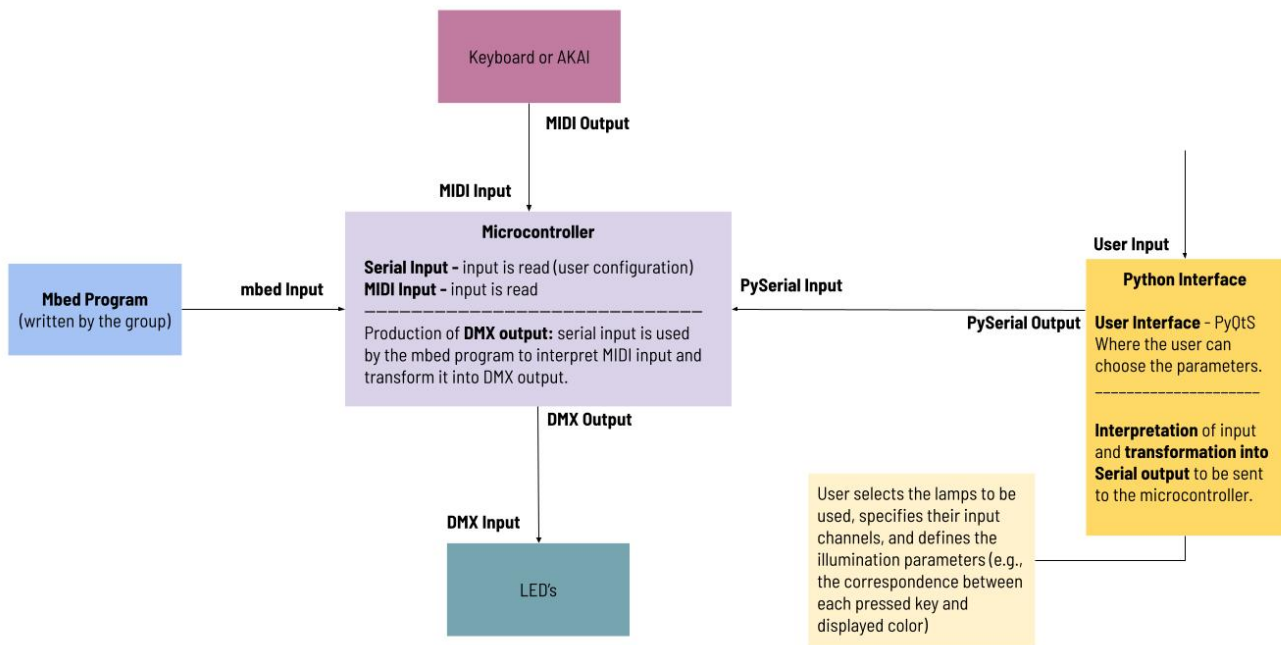 Keyboard or AKAI
MIDI Output
MIDI Input
Microcontroller
Serial Input - input is read (user configuration)
MIDI Input - input is read
--------------------------------
Production of DMX output: serial input is used
by the mbed program to interpret MIDI input and
transform it into DMX output.
Mbed Program
(written by the group)
mbed Input
PySerial Input
PySerial Output
User Input
Python Interface
User Interface - PyQtS
Where the user can
choose the parameters.
---------------------
Interpretation of input
and transformation into
Serial output to be sent
to the microcontroller.
DMX Output
DMX Input
LED's
User selects the lamps to be
used, specifies their input
channels, and defines the
illumination parameters (e.g.,
the correspondence between
each pressed key and
displayed color)